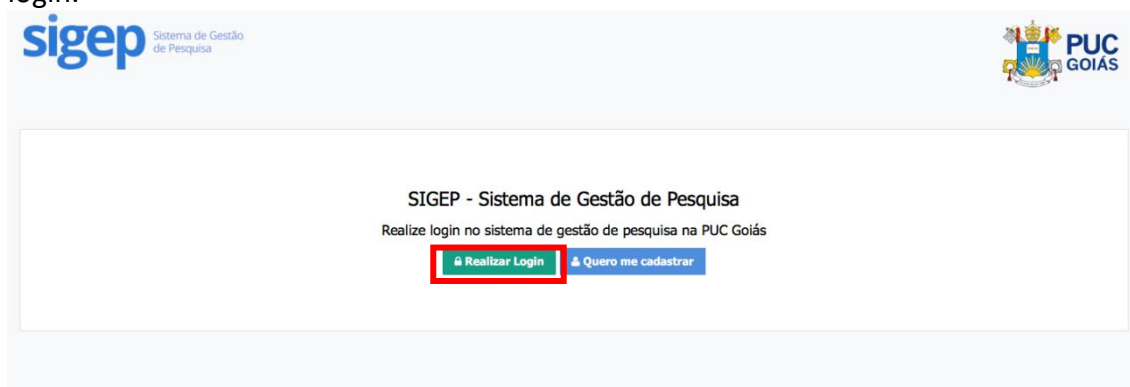 login.
sigep Sistema de Gestão
de Pesquisa
PUC
GOIÁS
SIGEP - Sistema de Gestão de Pesquisa
Realize login no sistema de gestão de pesquisa na PUC Goiás
Realizar Login Quero me cadastrar